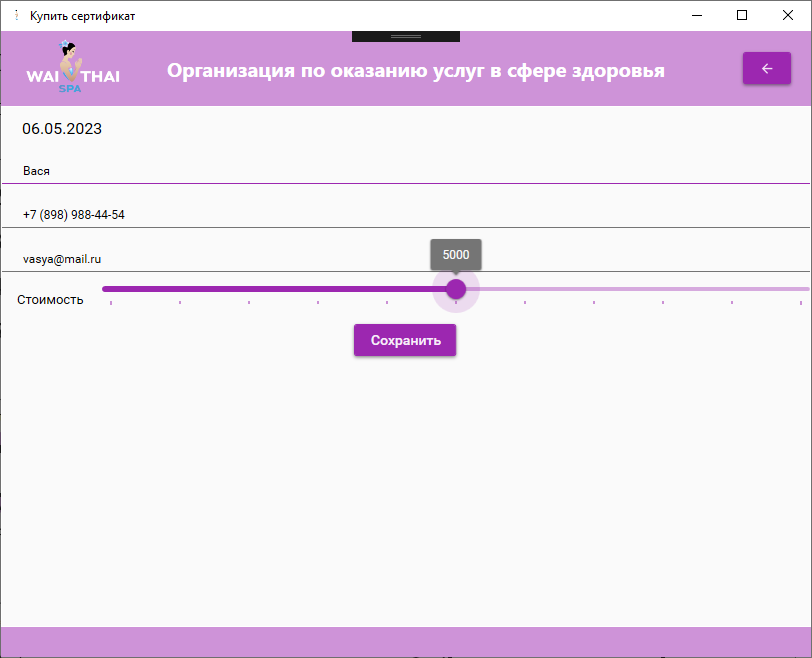 Купить сертификат
WAI THAI
SPA
Организация по оказанию услуг в сфере здоровья
06.05.2023
Вася
+7 (898) 988-44-54
vasya@mail.ru
5000
Стоимость
Сохранить